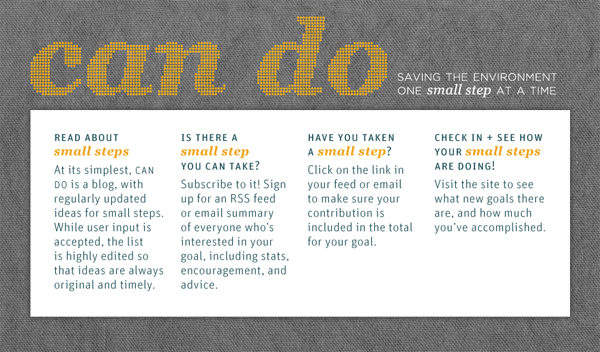 can do
SAVING THE ENVIRONMENT
ONE small step AT A TIME
READ ABOUT
small steps
At its simplest, CAN
DO is a blog, with
regularly updated
ideas for small steps.
While user input is
accepted, the list
is highly edited so
that ideas are always
original and timely.
IS THERE A
small step
YOU CAN TAKE?
Subscribe to it! Sign
up for an RSS feed
or email summary
of everyone who's
interested in your
goal, including stats,
encouragement, and
advice.
HAVE YOU TAKEN
A small step?
Click on the link in
your feed or email
to make sure your
contribution is
included in the total
for your goal.
CHECK IN + SEE HOW
YOUR small steps
ARE DOING!
Visit the site to see
what new goals there
are, and how much
you've accomplished.